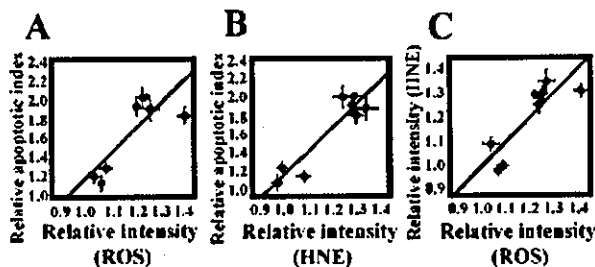 A
B
C
Relative apoptotic index
2.4
2.2
2.0
1.8
1.6
1.4
1.2
1.0
0.9 1.0 1.1 1.2 1.3 1.4
Relative intensity
(ROS)
Relative apoptotic index
2.4
2.2
2.0
1.8
1.6
1.4
1.2
1.0
0.9 1.0 1.1 1.2 1.3 1.4
Relative intensity
(HNE)
Relative intensity (HNE)
1.4
1.3
1.2
1.1
1.0
0.9
0.9 1.0 1.1 1.2 1.3 1.4
Relative intensity
(ROS)